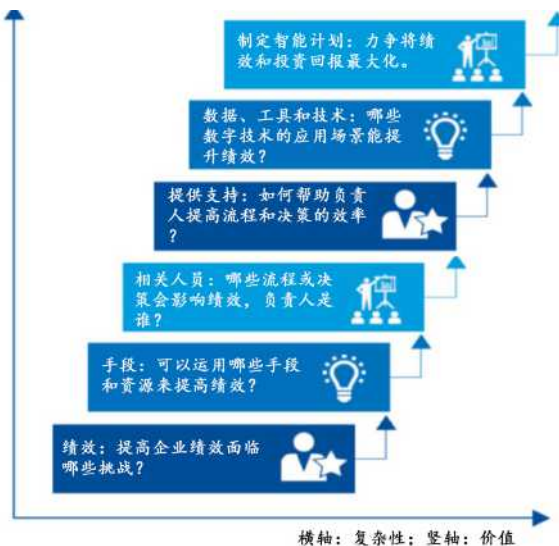 制定智能计划：力争将绩
效和投资回报最大化。
数据、工具和技术：哪些
数字技术的应用场景能提
升绩效？
提供支持：如何帮助负责
人提高流程和决策的效率
？
相关人员：哪些流程或决
策会影响绩效，负责人是
谁？
手段：可以运用哪些手段
和资源来提高绩效？
绩效：提高企业绩效面临
哪些挑战？
横轴：复杂性；竖轴：价值